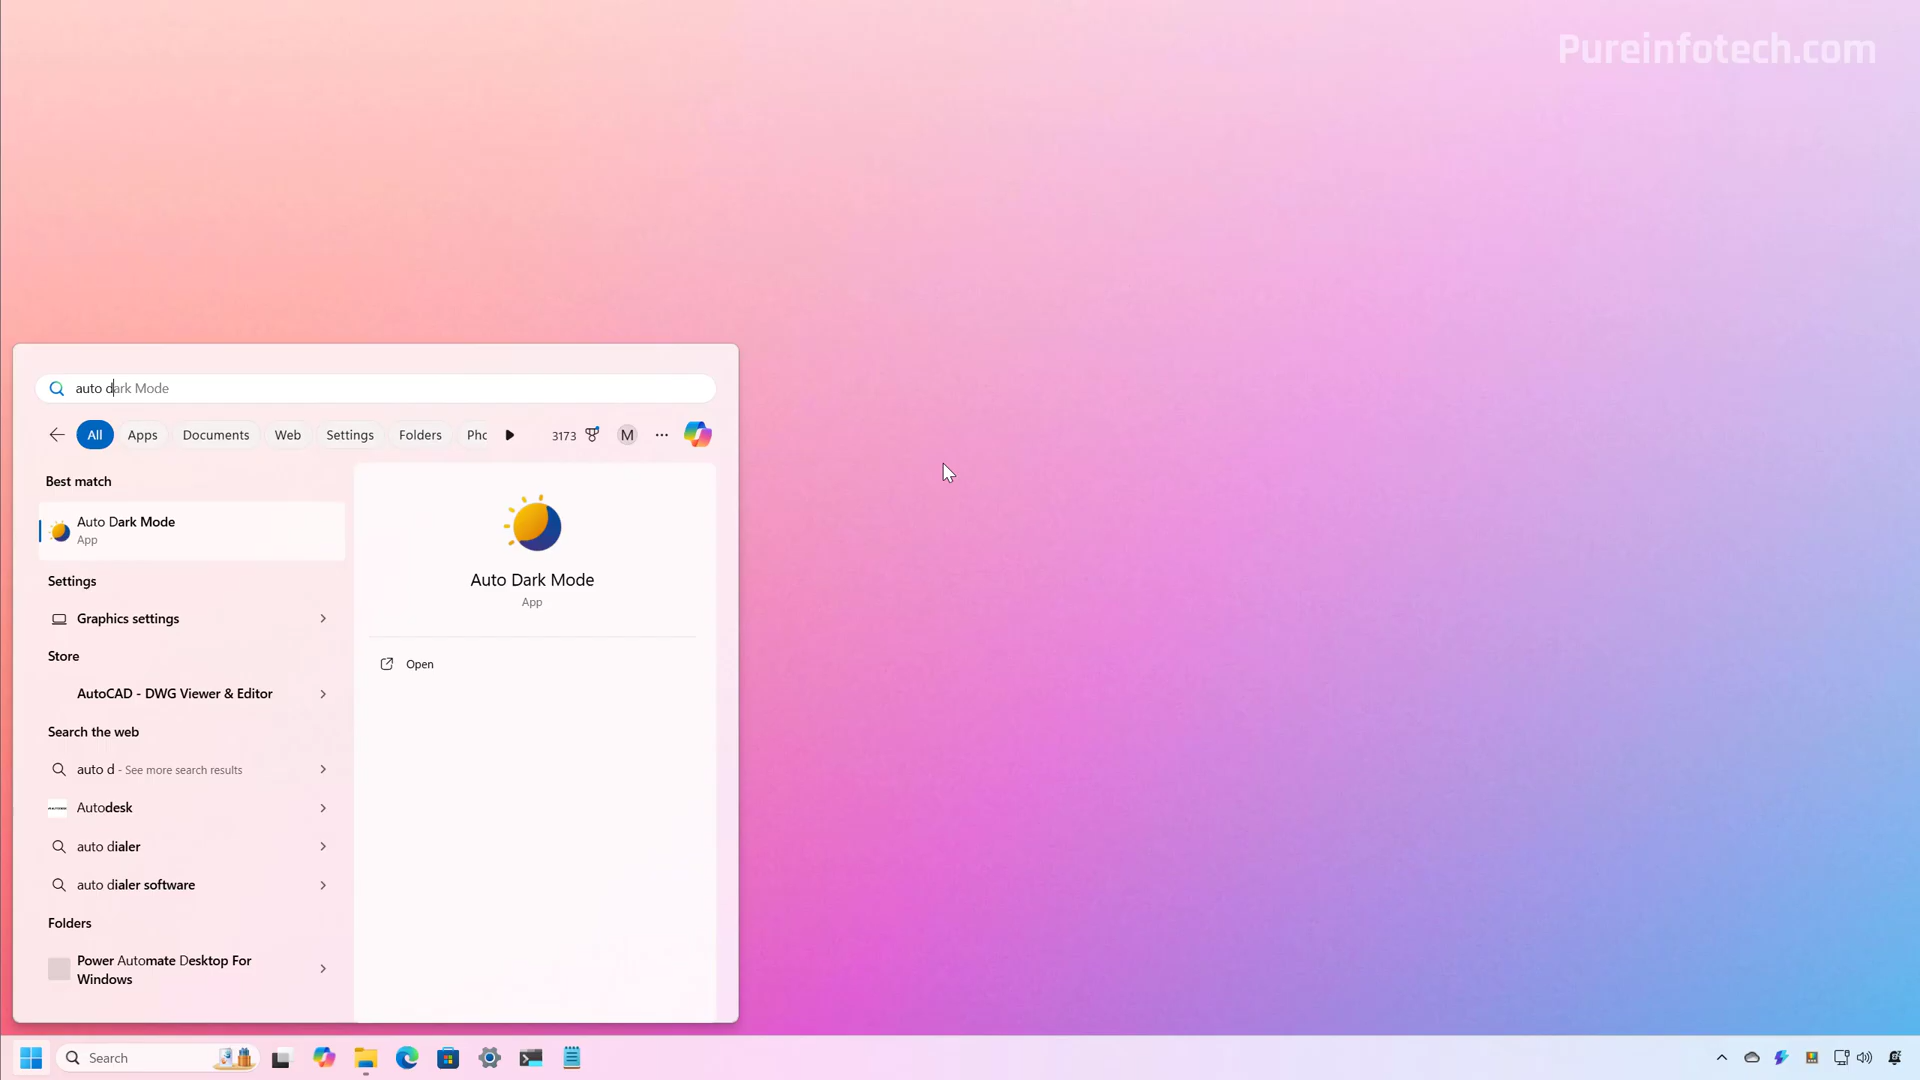 Pureinfotech.com
auto dark Mode
All Apps Documents Web Settings Folders Phc 3173 M
Best match
Auto Dark Mode
App
Settings
Graphics settings
Store
AutoCAD - DWG Viewer & Editor
Search the web
auto d - See more search results
Autodesk
auto dialer
auto dialer software
Folders
Power Automate Desktop For
Windows
Auto Dark Mode
App
Open
Search